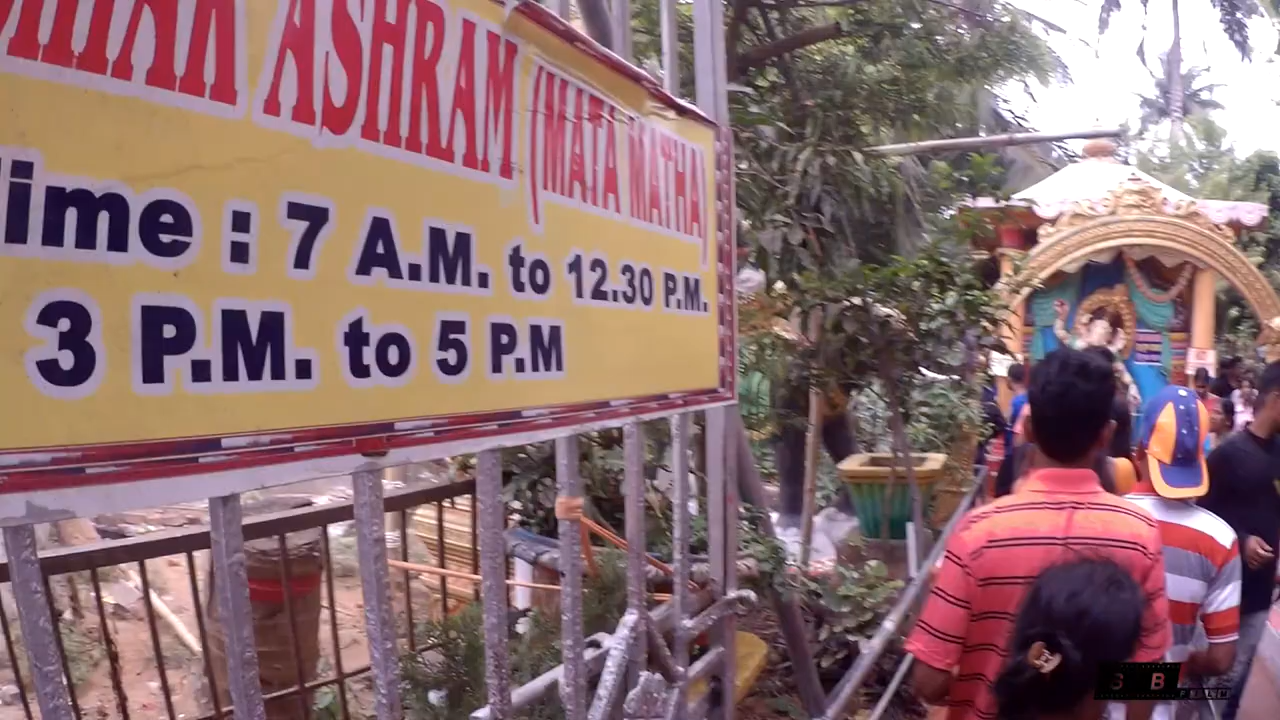 ASHRAM (MATA MATHA)
ime : 7 A.M. to 12.30 P.M.
3 P.M. to 5 P.M
S B